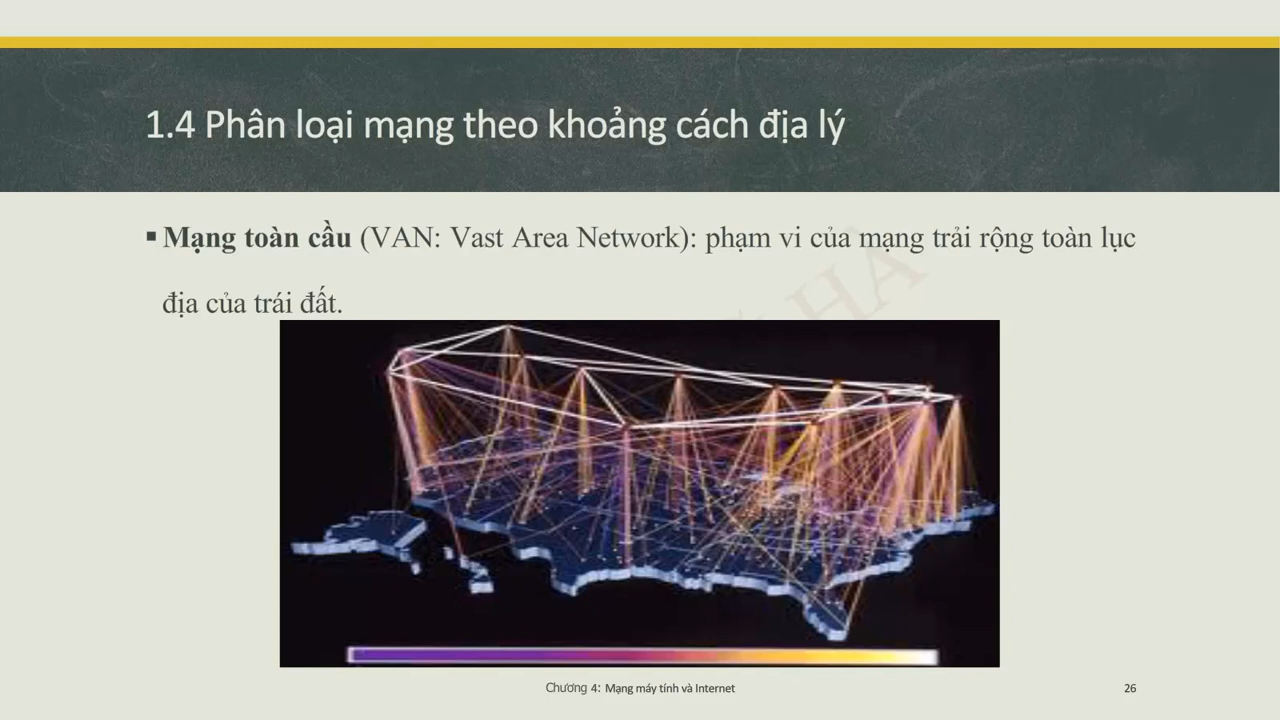 1.4 Phân loại mạng theo khoảng cách địa lý
▪ Mạng toàn cầu (VAN: Vast Area Network): phạm vi của mạng trải rộng toàn lục
địa của trái đất.
HÀ
Chương 4: Mạng máy tính và Internet
26